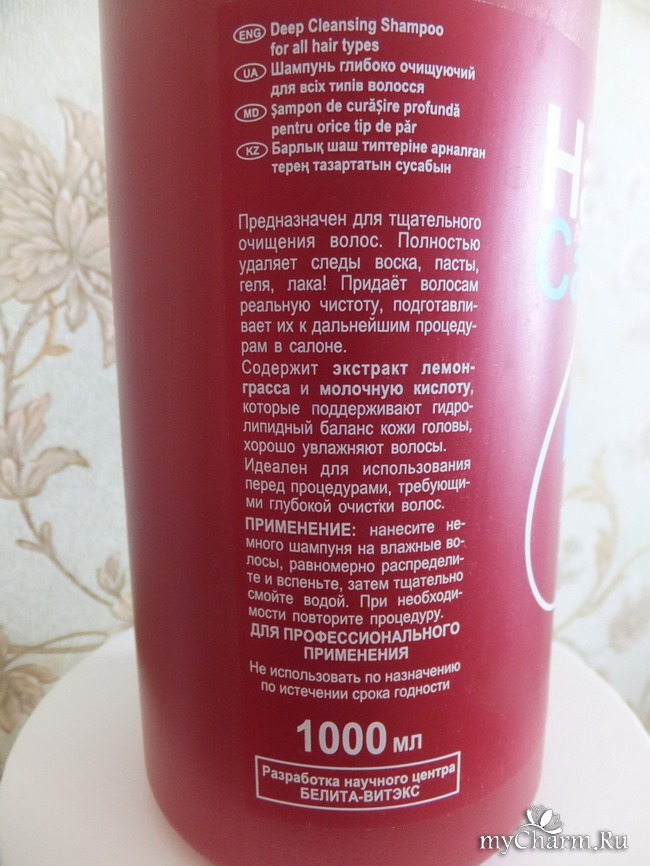 ENG Deep Cleansing Shampoo
for all hair types
UA Шампунь глибоко очищуючий
для всіх типів волосся
MD Şampon de curăşire profundă
pentru orice tip de păr
KZ Барлық шаш типтеріне арналған
терең тазартатын сусабын
Предназначен для тщательного
очищения волос. Полностью
удаляет следы воска, пасты,
геля, лака! Придаёт волосам
реальную чистоту, подготавли-
вает их к дальнейшим процеду-
рам в салоне.
Содержит экстракт лемон-
грасса и молочную кислоту,
которые поддерживают гидро-
липидный баланс кожи головы,
хорошо увлажняют волосы.
Идеален для использования
перед процедурами, требующи-
ми глубокой очистки волос.
ПРИМЕНЕНИЕ: нанесите не-
много шампуня на влажные во-
лосы, равномерно распредели-
те и вспеньте, затем тщательно
смойте водой. При необходи-
мости повторите процедуру.
ДЛЯ ПРОФЕССИОНАЛЬНОГО
ПРИМЕНЕНИЯ
Не использовать по назначению
по истечении срока годности
1000 мл
Разработка научного центра
БЕЛИТА-ВИТЭКС
H
Ca
myCharm.Ru